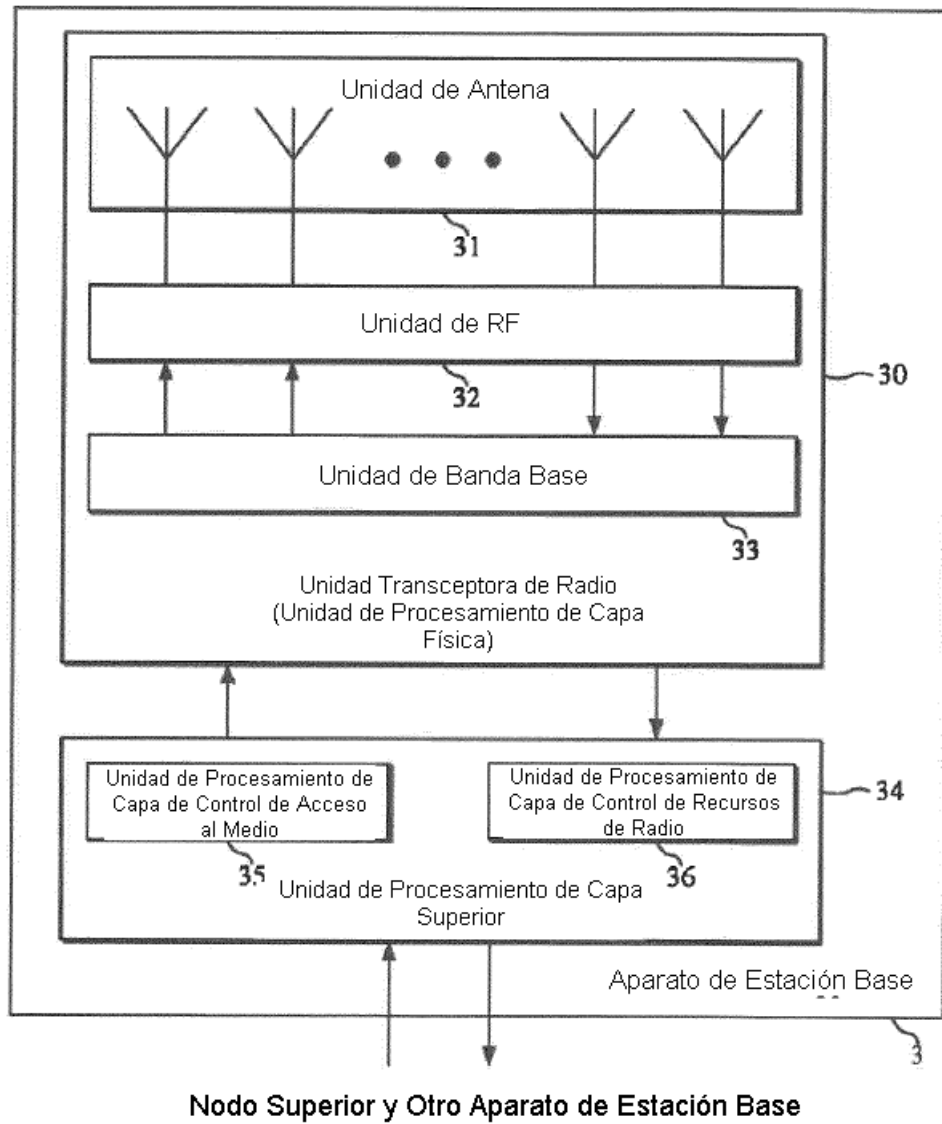 Unidad de Antena
31
Unidad de RF
32
30
Unidad de Banda Base
33
Unidad Transceptora de Radio
(Unidad de Procesamiento de Capa
Física)
Unidad de Procesamiento de
Capa de Control de Acceso
al Medio
35
Unidad de Procesamiento de
Capa de Control de Recursos
de Radio
36
34
Unidad de Procesamiento de Capa
Superior
Aparato de Estación Base
3
Nodo Superior y Otro Aparato de Estación Base